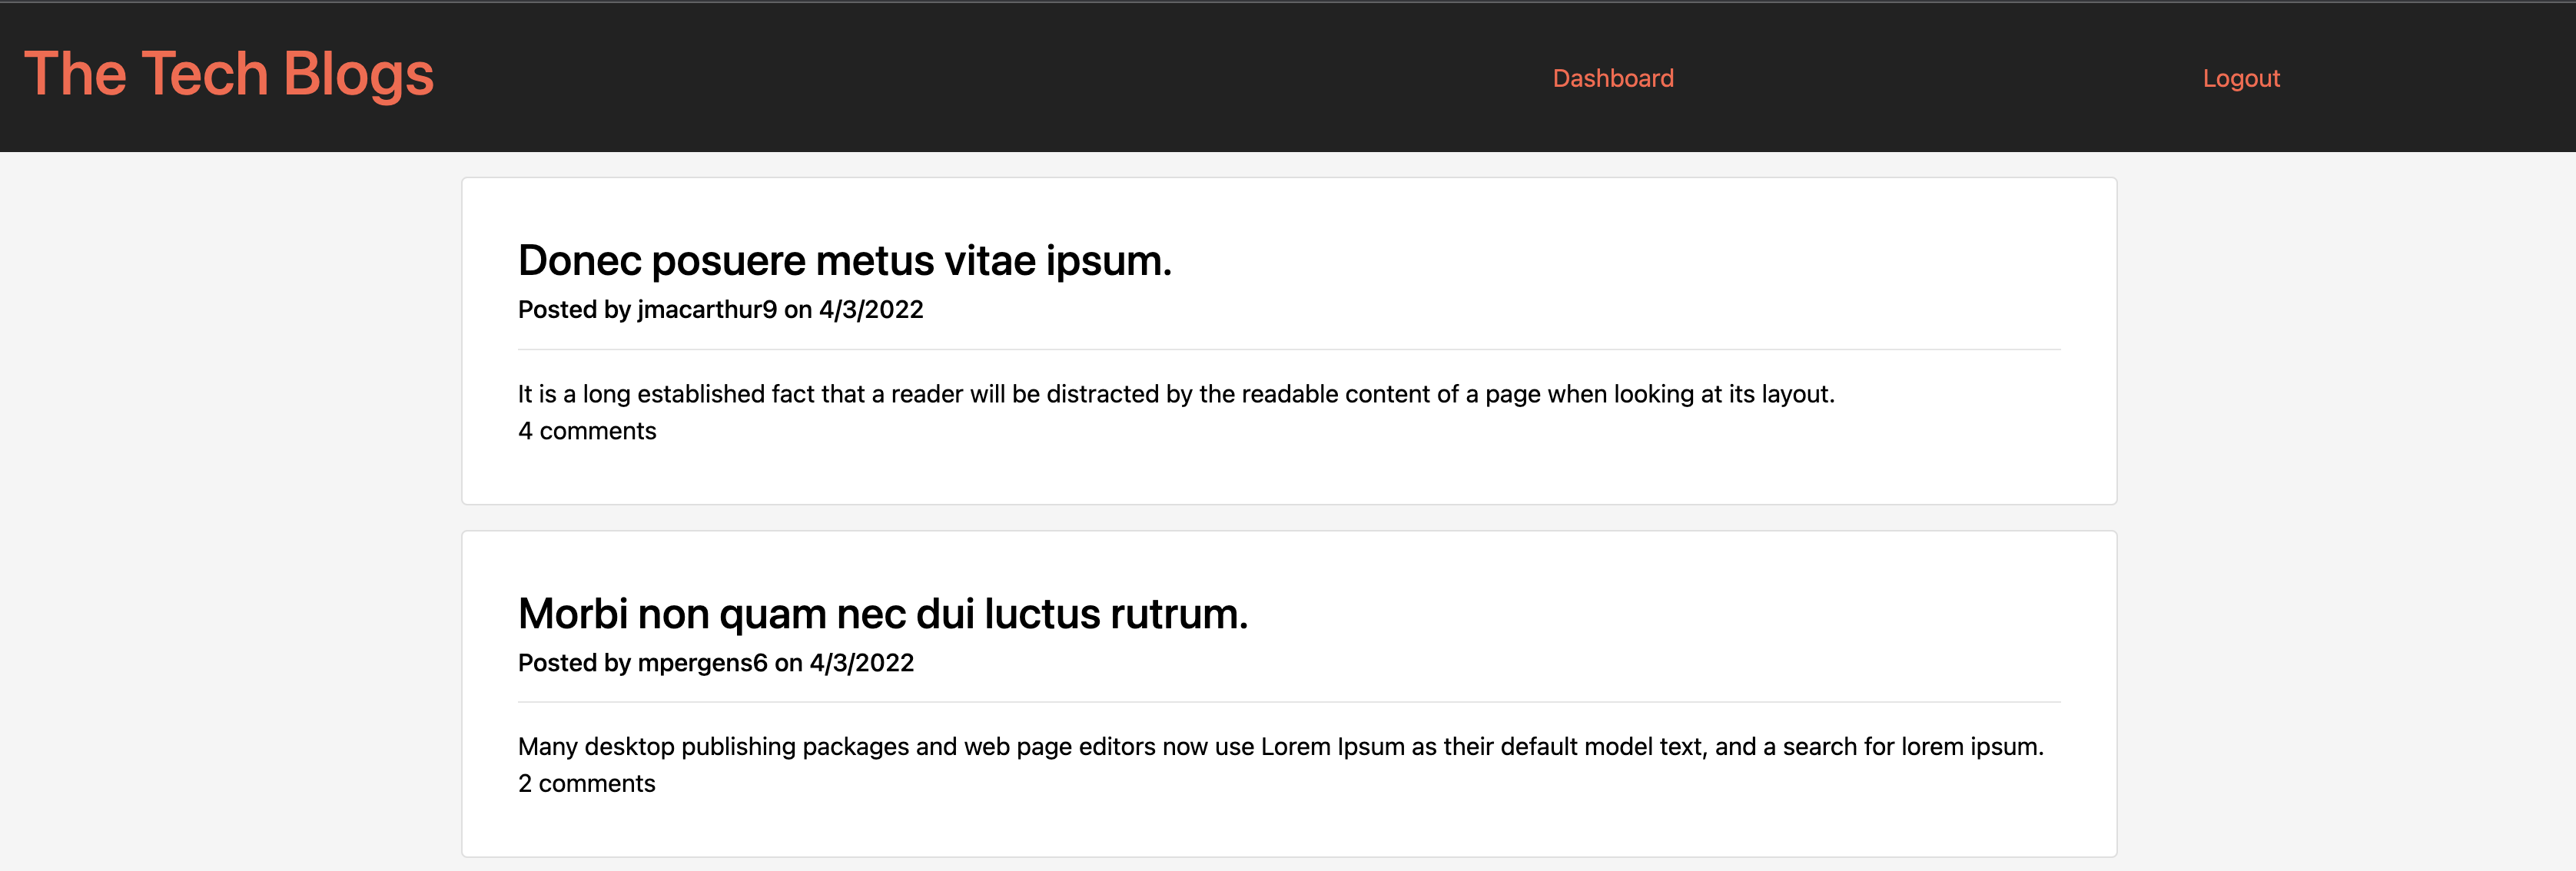 The Tech Blogs
Dashboard
Logout
Donec posuere metus vitae ipsum.
Posted by jmacarthur9 on 4/3/2022
It is a long established fact that a reader will be distracted by the readable content of a page when looking at its layout.
4 comments
Morbi non quam nec dui luctus rutrum.
Posted by mpergens6 on 4/3/2022
Many desktop publishing packages and web page editors now use Lorem Ipsum as their default model text, and a search for lorem ipsum.
2 comments